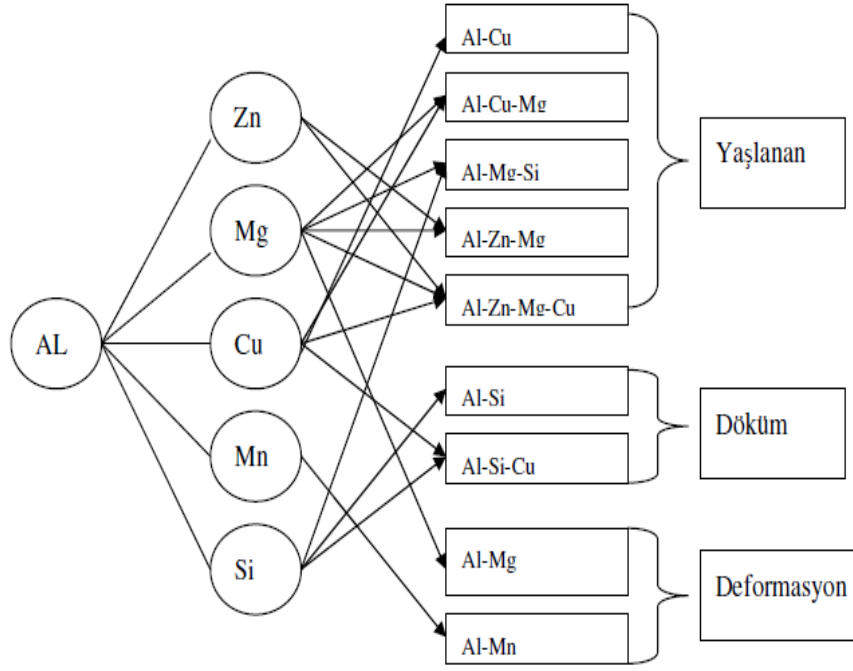 AL
Zn
Mg
Cu
Mn
Si
Al-Cu
Al-Cu-Mg
Al-Mg-Si
Al-Zn-Mg
Al-Zn-Mg-Cu
Al-Si
Al-Si-Cu
Al-Mg
Al-Mn
Yaşlanan
Döküm
Deformasyon